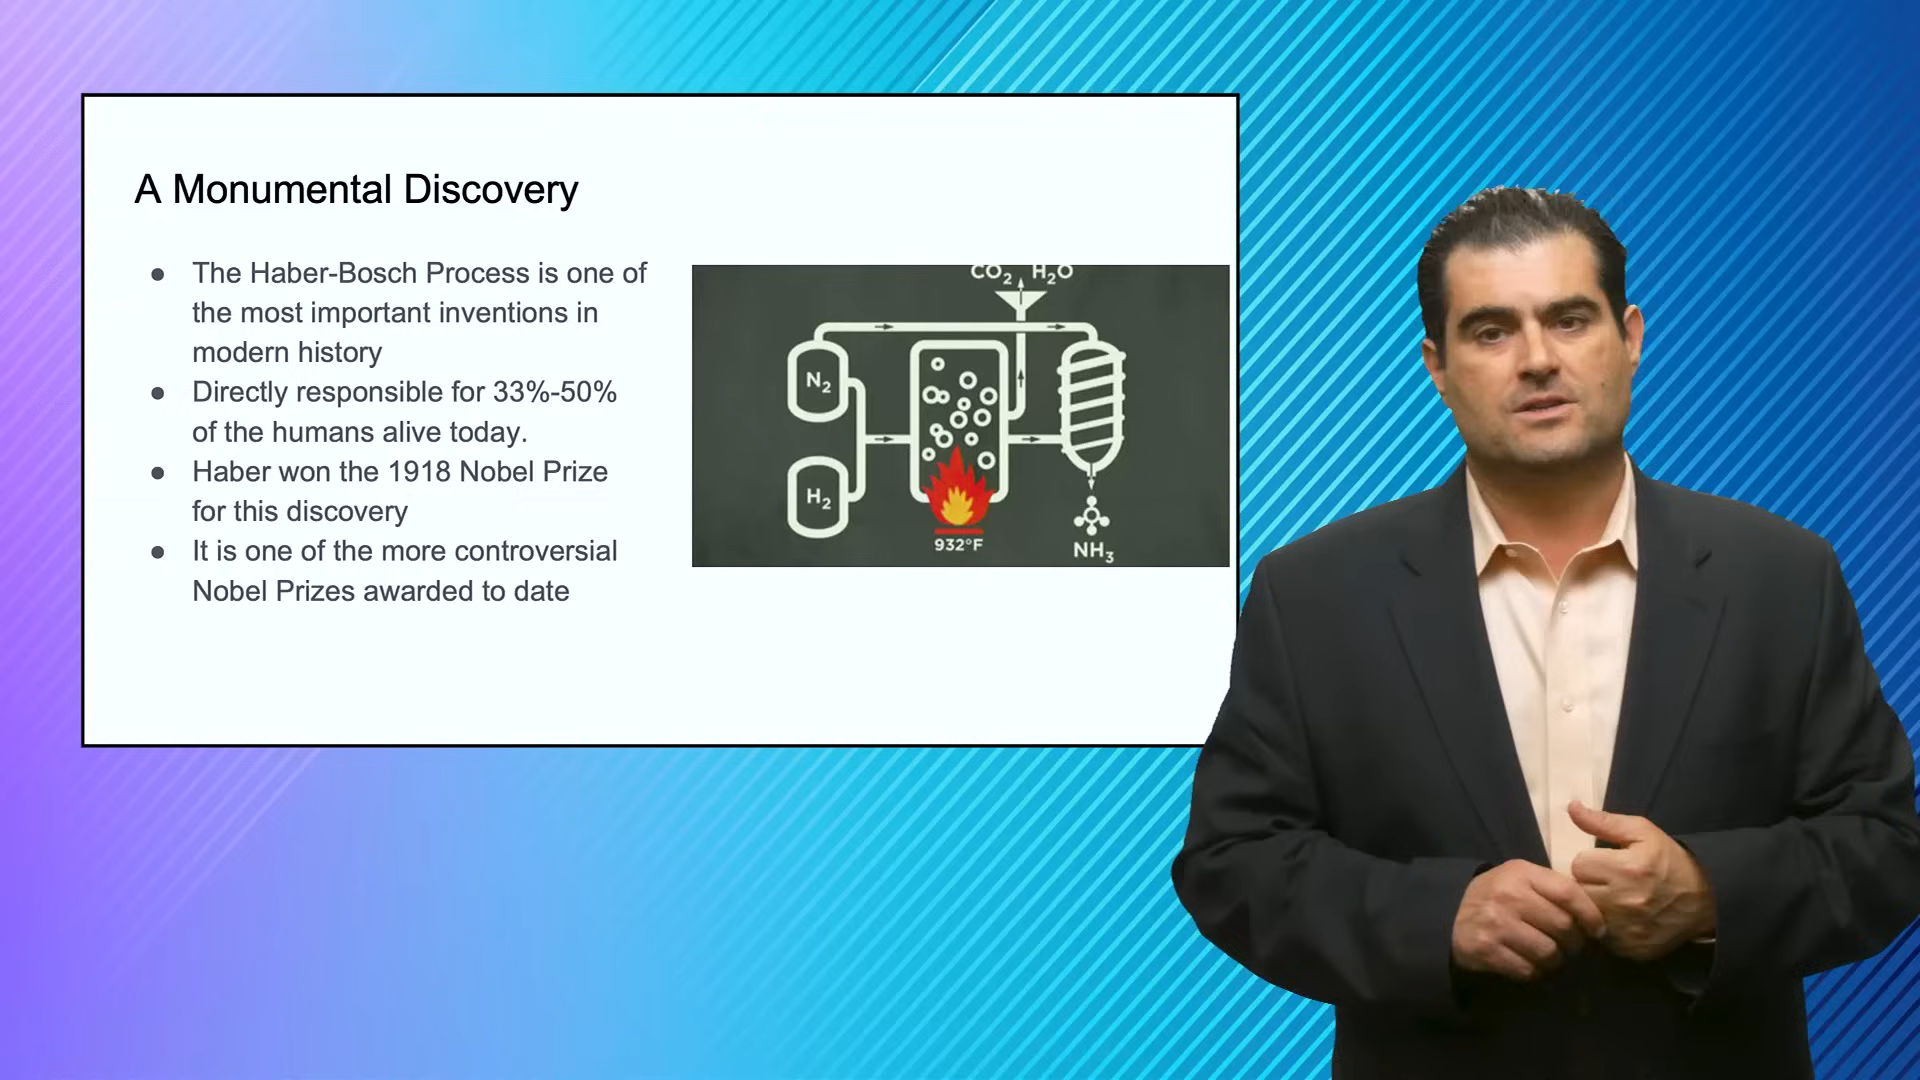 A Monumental Discovery
● The Haber-Bosch Process is one of
the most important inventions in
modern history
● Directly responsible for 33%-50%
of the humans alive today.
● Haber won the 1918 Nobel Prize
for this discovery
● It is one of the more controversial
Nobel Prizes awarded to date
CO₂ H₂O
N₂
H₂
932°F
NH₃